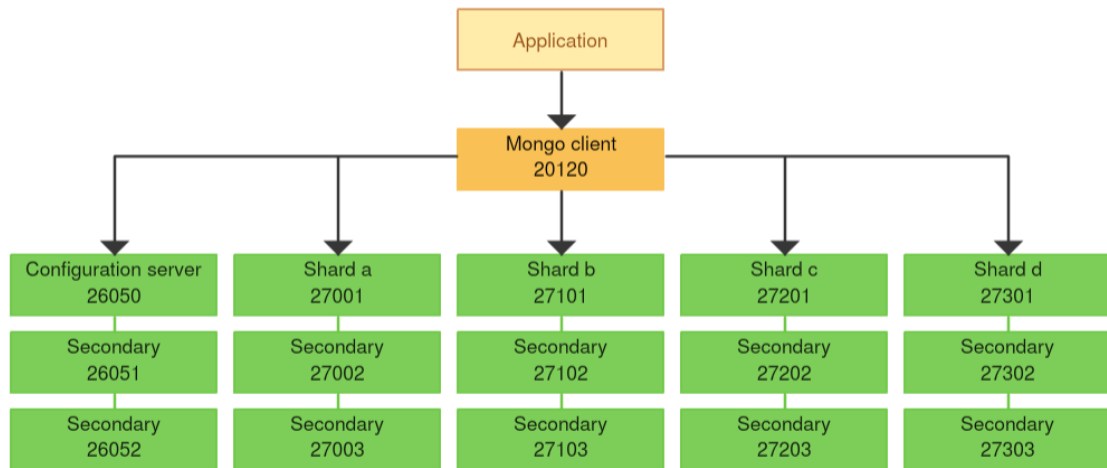 Application
Mongo client
20120
Configuration server
26050
Shard a
27001
Shard b
27101
Shard c
27201
Shard d
27301
Secondary
26051
Secondary
27002
Secondary
27102
Secondary
27202
Secondary
27302
Secondary
26052
Secondary
27003
Secondary
27103
Secondary
27203
Secondary
27303